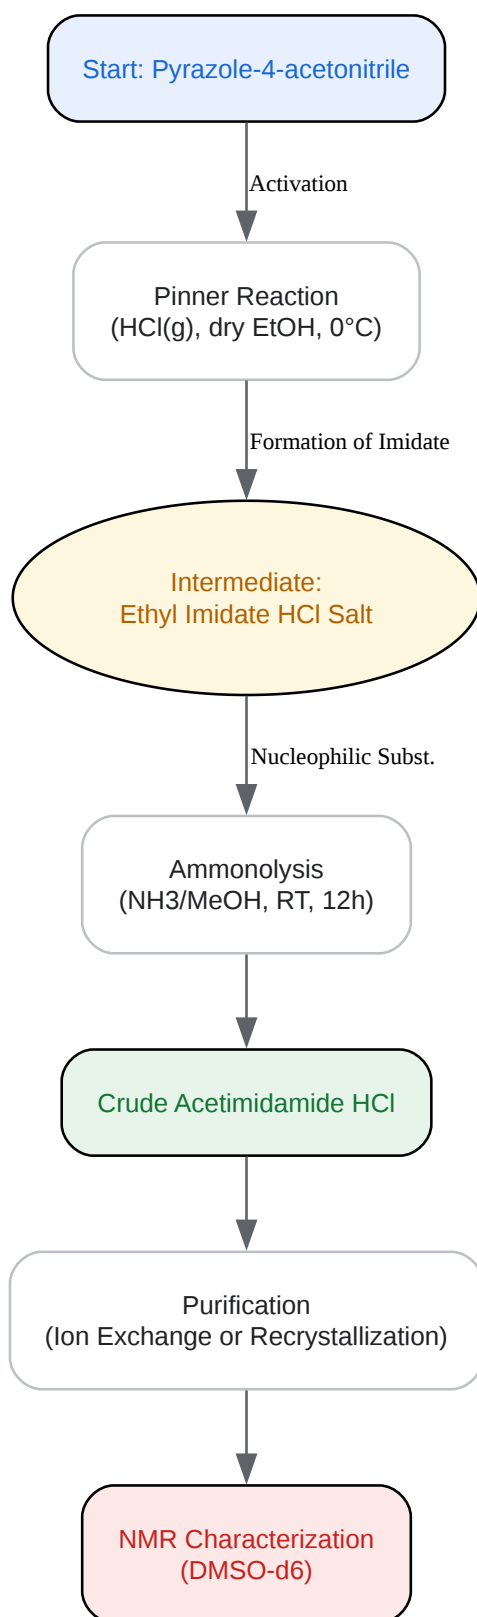 Start: Pyrazole-4-acetonitrile
Activation
Pinner Reaction
(HCl(g), dry EtOH, 0°C)
Formation of Imidate
Intermediate:
Ethyl Imidate HCl Salt
Nucleophilic Subst.
Ammonolysis
(NH3/MeOH, RT, 12h)
Crude Acetimidamide HCl
Purification
(Ion Exchange or Recrystallization)
NMR Characterization
(DMSO-d6)